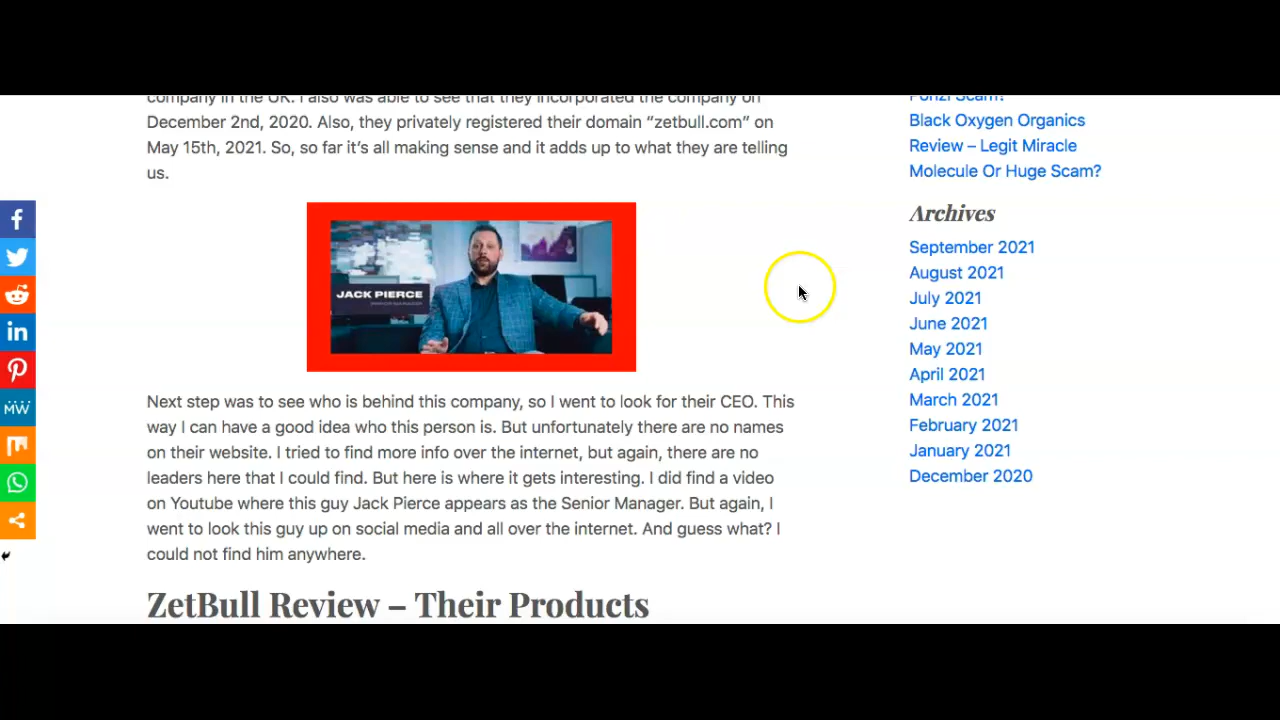 company in the UK. I also was able to see that they incorporated the company on
December 2nd, 2020. Also, they privately registered their domain “zetbull.com” on
May 15th, 2021. So, so far it’s all making sense and it adds up to what they are telling
us.
JACK PIERCE
Next step was to see who is behind this company, so I went to look for their CEO. This
way I can have a good idea who this person is. But unfortunately there are no names
on their website. I tried to find more info over the internet, but again, there are no
leaders here that I could find. But here is where it gets interesting. I did find a video
on Youtube where this guy Jack Pierce appears as the Senior Manager. But again, I
went to look this guy up on social media and all over the internet. And guess what? I
could not find him anywhere.
ZetBull Review – Their Products
Ponzi Scam?
Black Oxygen Organics
Review – Legit Miracle
Molecule Or Huge Scam?
Archives
September 2021
August 2021
July 2021
June 2021
May 2021
April 2021
March 2021
February 2021
January 2021
December 2020
MW